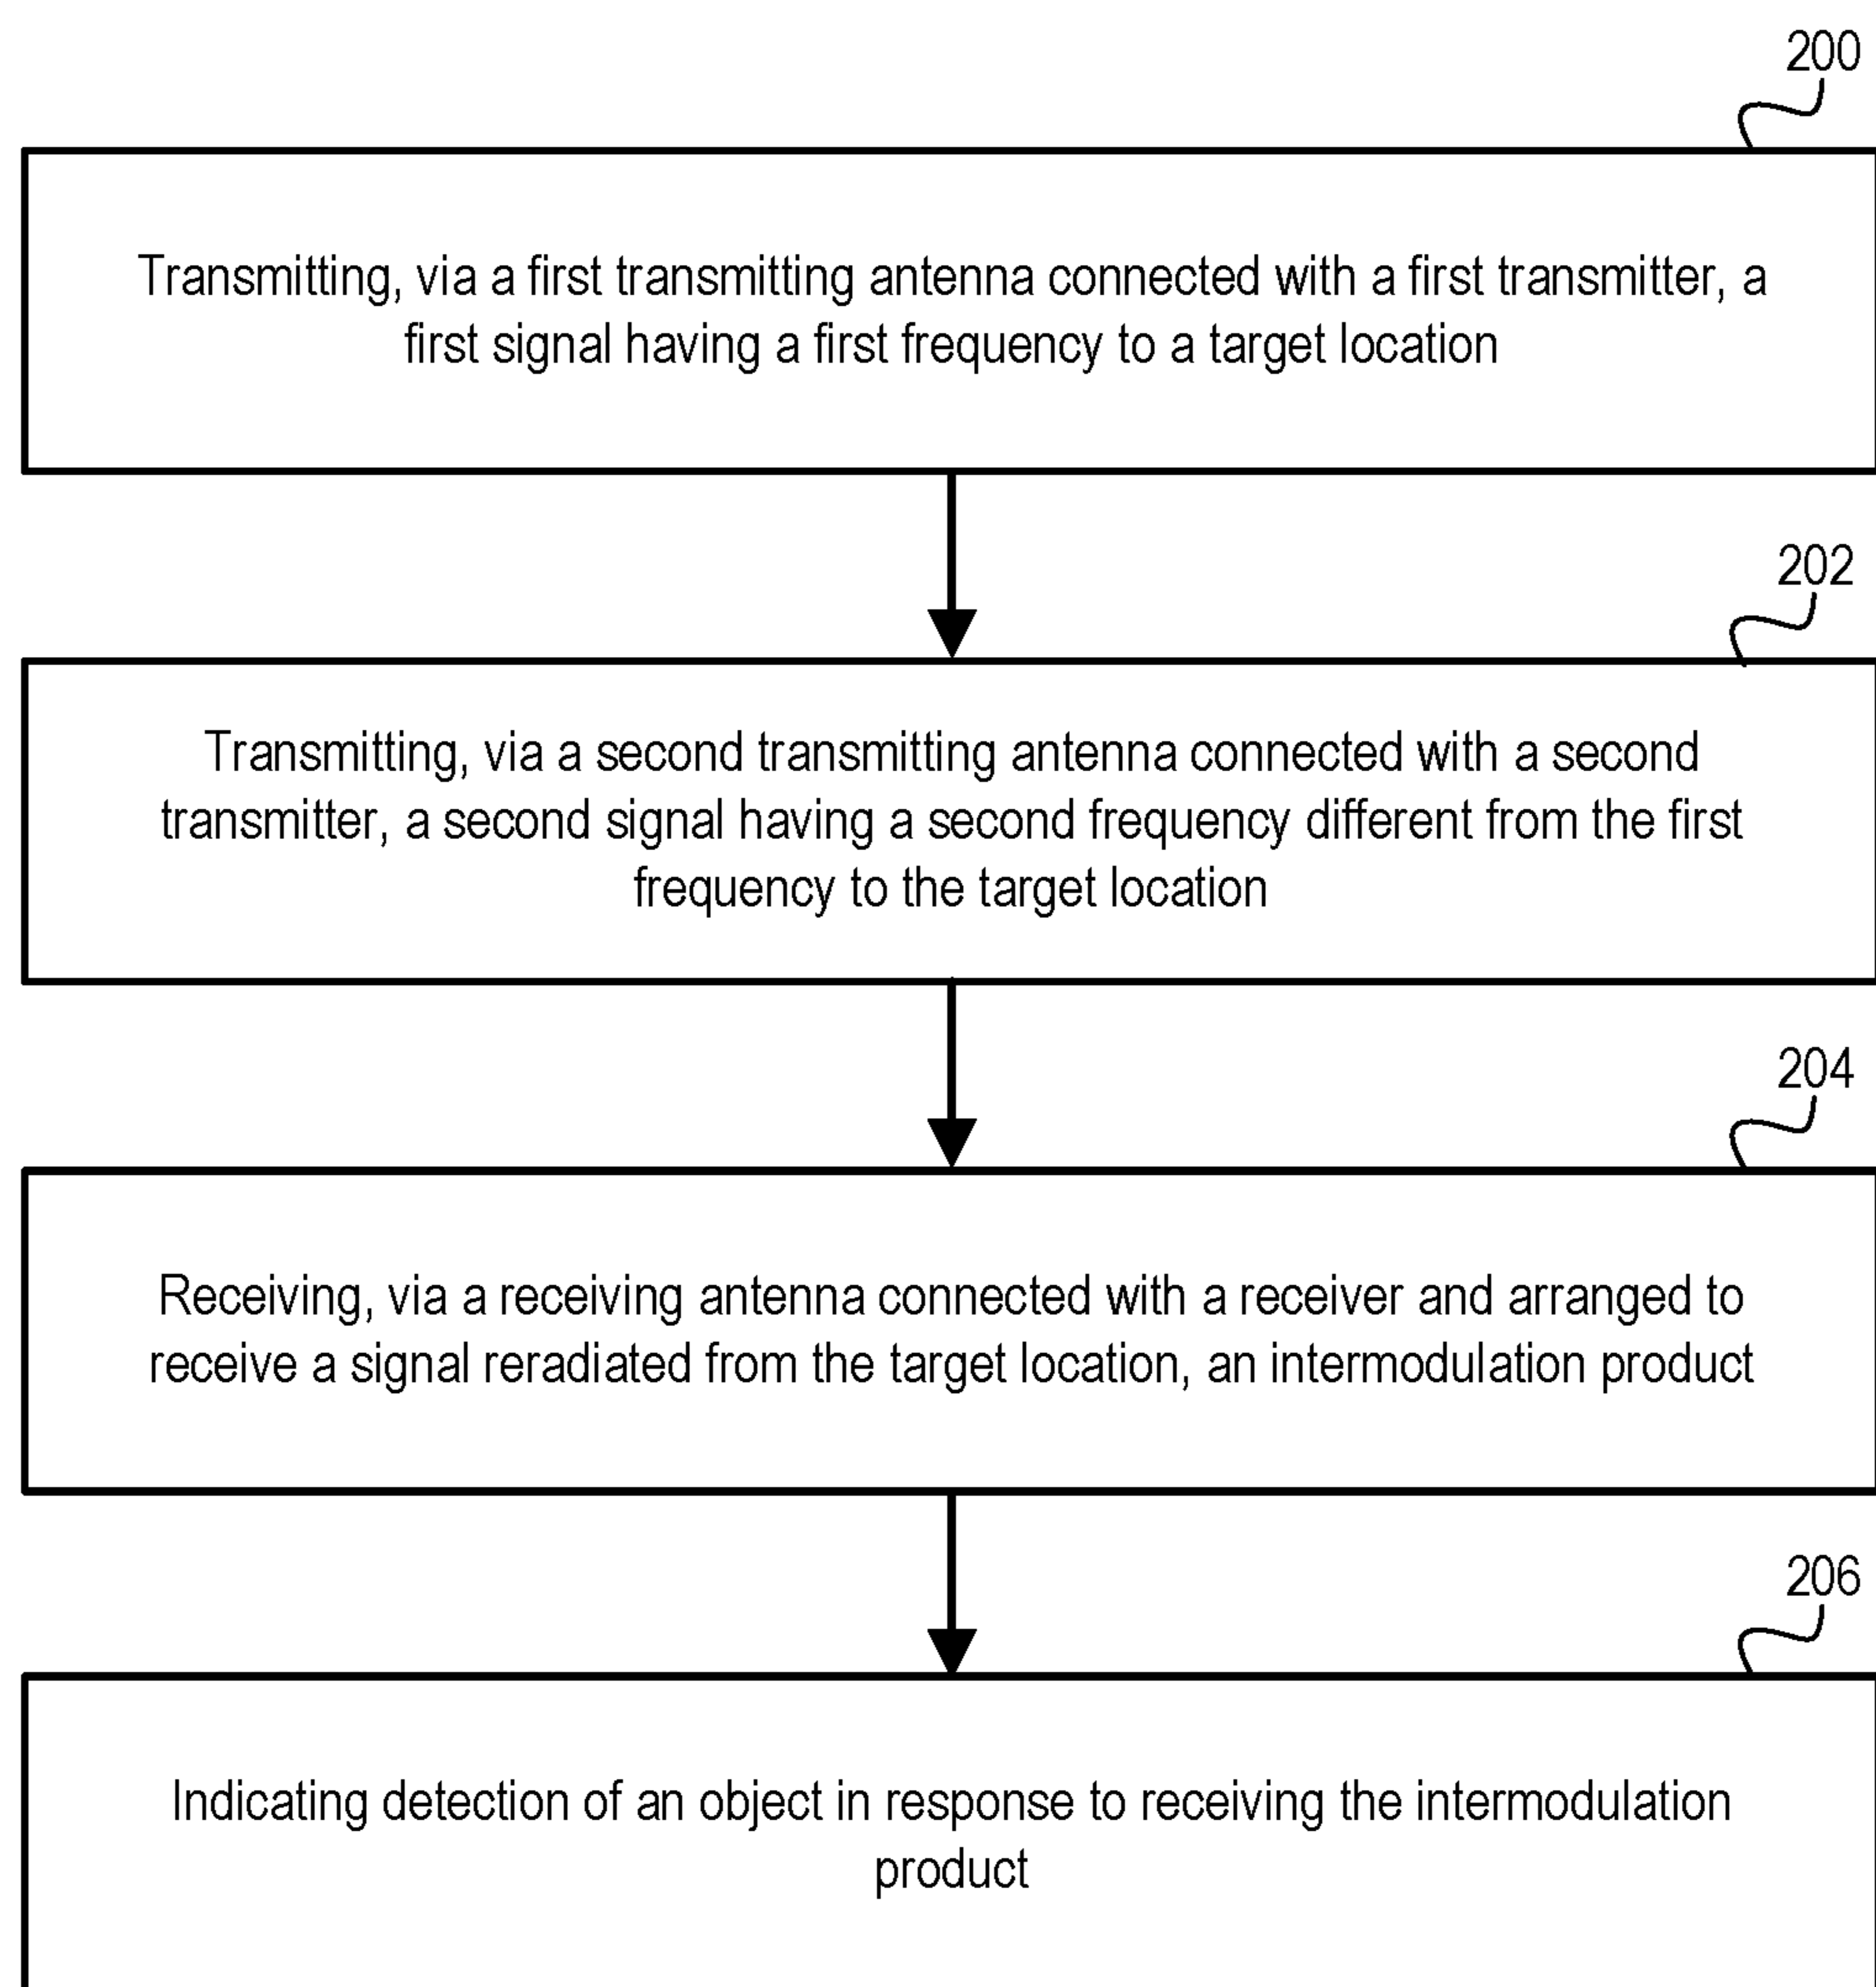 200
Transmitting, via a first transmitting antenna connected with a first transmitter, a
first signal having a first frequency to a target location
202
Transmitting, via a second transmitting antenna connected with a second
transmitter, a second signal having a second frequency different from the first
frequency to the target location
204
Receiving, via a receiving antenna connected with a receiver and arranged to
receive a signal reradiated from the target location, an intermodulation product
206
Indicating detection of an object in response to receiving the intermodulation
product